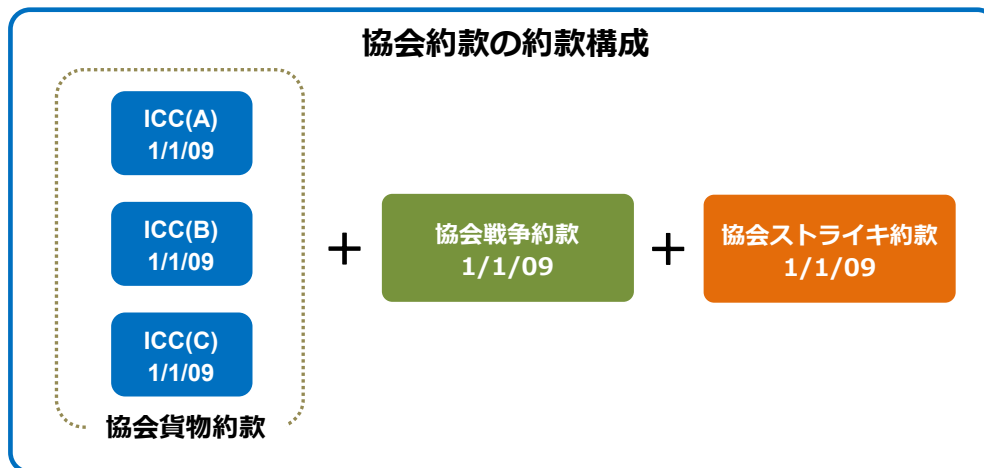 協会約款の約款構成
ICC(A)
1/1/09
ICC(B)
1/1/09
ICC(C)
1/1/09
協会貨物約款
+
協会戦争約款
1/1/09
+
協会ストライキ約款
1/1/09